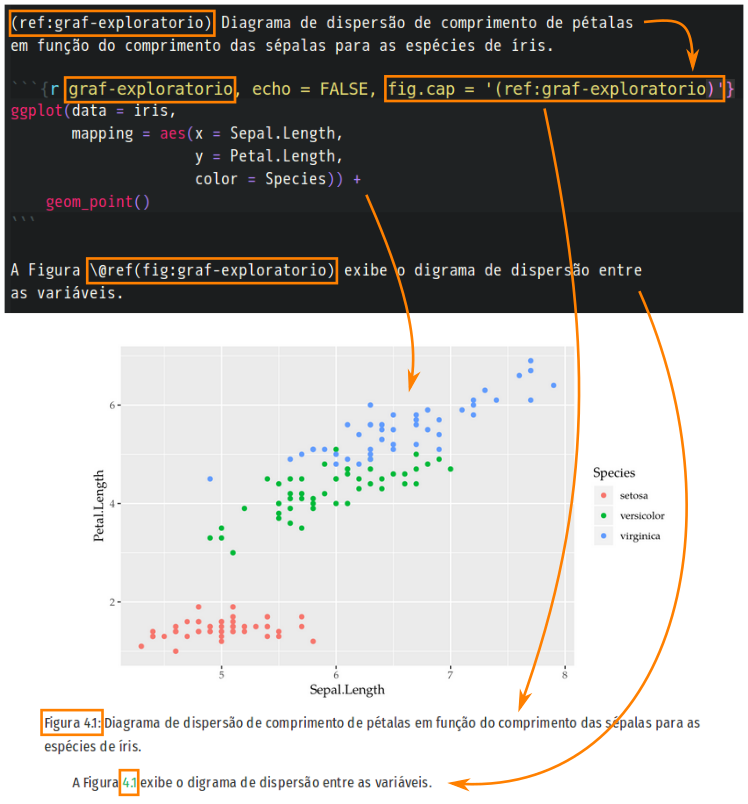 (ref:graf-exploratorio) Diagrama de dispersão de comprimento de pétalas
em função do comprimento das sépalas para as espécies de íris.
```{r graf-exploratorio, echo = FALSE, fig.cap = '(ref:graf-exploratorio)'}
ggplot(data = iris,
mapping = aes(x = Sepal.Length,
y = Petal.Length,
color = Species)) +
geom_point()
```
A Figura \@ref(fig:graf-exploratorio) exibe o digrama de dispersão entre
as variáveis.
6
4
2
Petal.Length
5 6 7 8
Sepal.Length
Species
setosa
versicolor
virginica
Figura 4.1: Diagrama de dispersão de comprimento de pétalas em função do comprimento das sépalas para as
espécies de íris.
A Figura 4.1 exibe o digrama de dispersão entre as variáveis.